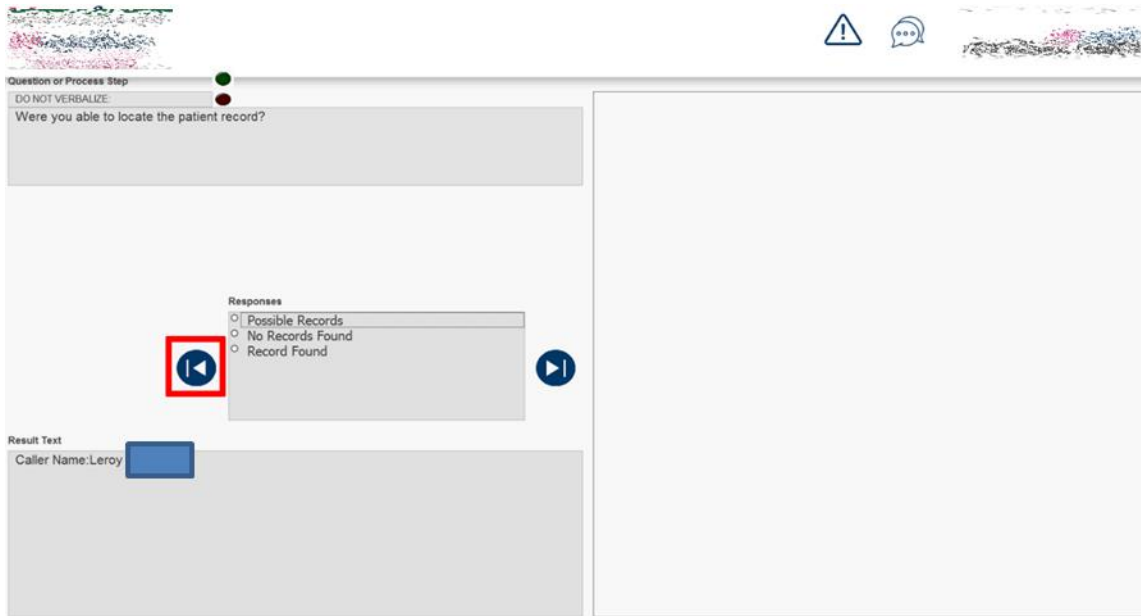 Question or Process Step
DO NOT VERBALIZE:
Were you able to locate the patient record?
Responses
Possible Records
No Records Found
Record Found
Result Text
Caller Name:Leroy